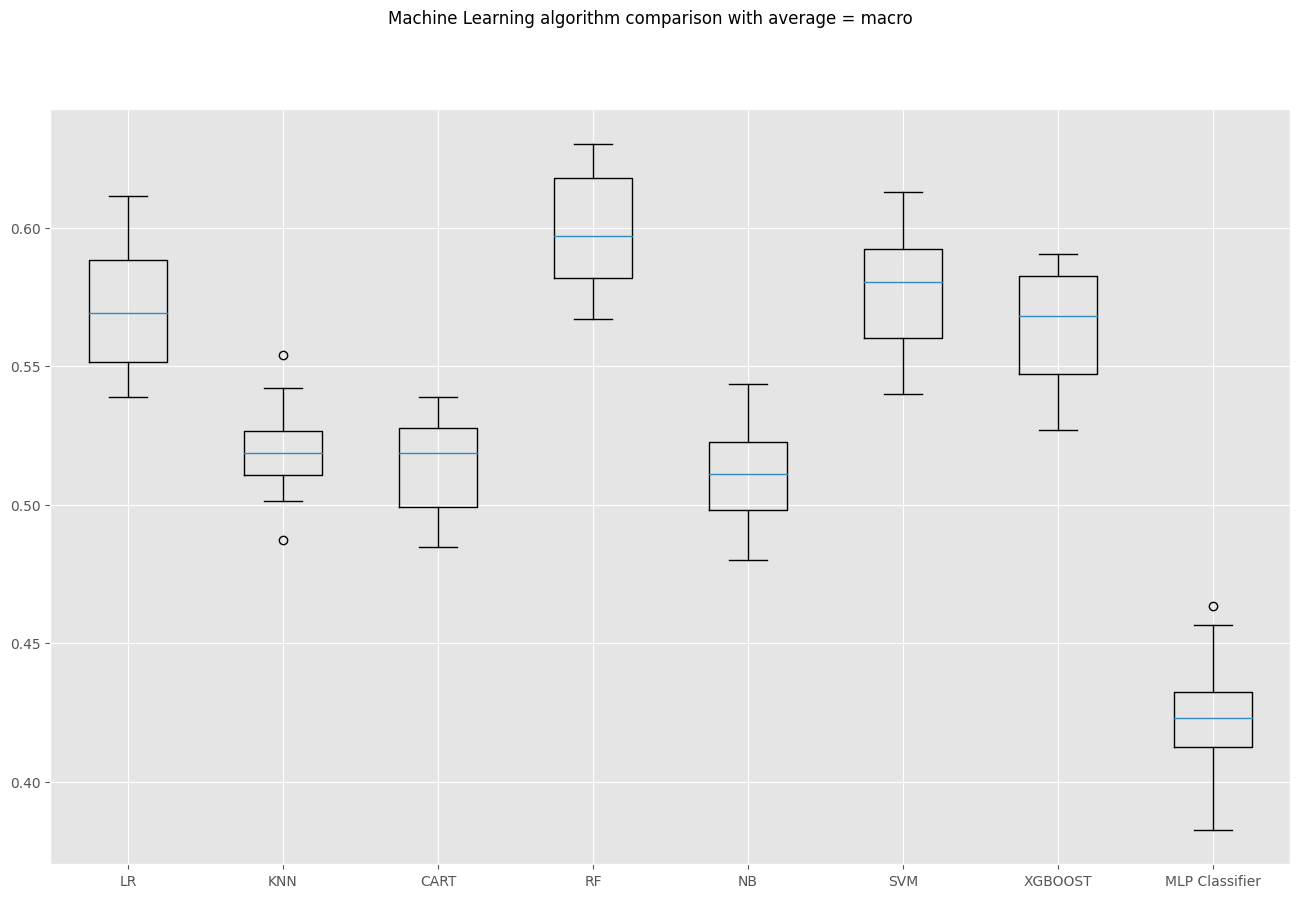 Machine Learning algorithm comparison with average = macro
0.60
0.55
0.50
0.45
0.40
LR KNN CART RF NB SVM XGBOOST MLP Classifier